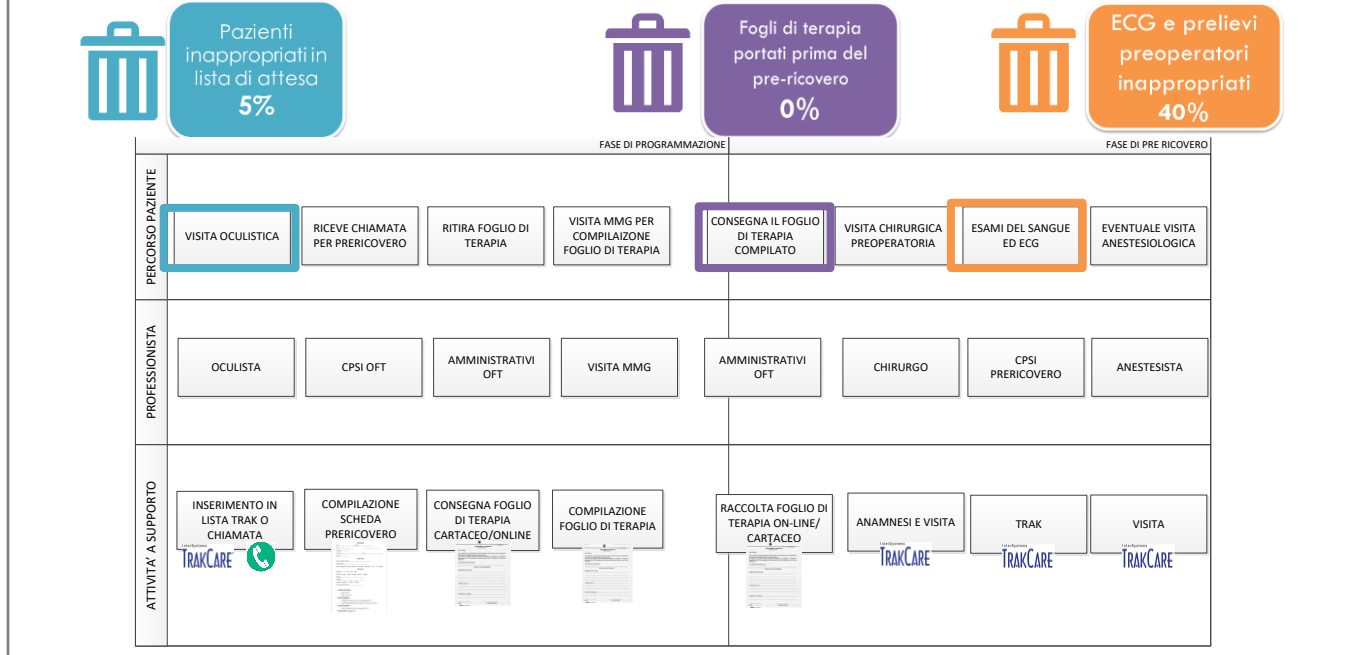 Pazienti
inappropriati in
lista di attesa
5%
Fogli di terapia
portati prima del
pre-ricovero
0%
ECG e prelievi
preoperatori
inappropriati
40%
FASE DI PROGRAMMAZIONE
FASE DI PRE RICOVERO
PERCORSO PAZIENTE
VISITA OCULISTICA
RICEVE CHIAMATA
PER PRERICOVERO
RITIRA FOGLIO DI
TERAPIA
VISITA MMG PER
COMPILAIZONE
FOGLIO DI TERAPIA
CONSEGNA IL FOGLIO
DI TERAPIA
COMPILATO
VISITA CHIRURGICA
PREOPERATORIA
ESAMI DEL SANGUE
ED ECG
EVENTUALE VISITA
ANESTESIOLOGICA
PROFESSIONISTA
OCULISTA
CPSI OFT
AMMINISTRATIVI
OFT
VISITA MMG
AMMINISTRATIVI
OFT
CHIRURGO
CPSI
PRERICOVERO
ANESTESISTA
ATTIVITA' A SUPPORTO
INSERIMENTO IN
LISTA TRAK O
CHIAMATA
InterSystems
TRAKCARE
COMPILAZIONE
SCHEDA
PRERICOVERO
CONSEGNA FOGLIO
DI TERAPIA
CARTACEO/ONLINE
COMPILAZIONE
FOGLIO DI TERAPIA
RACCOLTA FOGLIO DI
TERAPIA ON-LINE/
CARTACEO
ANAMNESI E VISITA
InterSystems
TRAKCARE
TRAK
InterSystems
TRAKCARE
VISITA
InterSystems
TRAKCARE